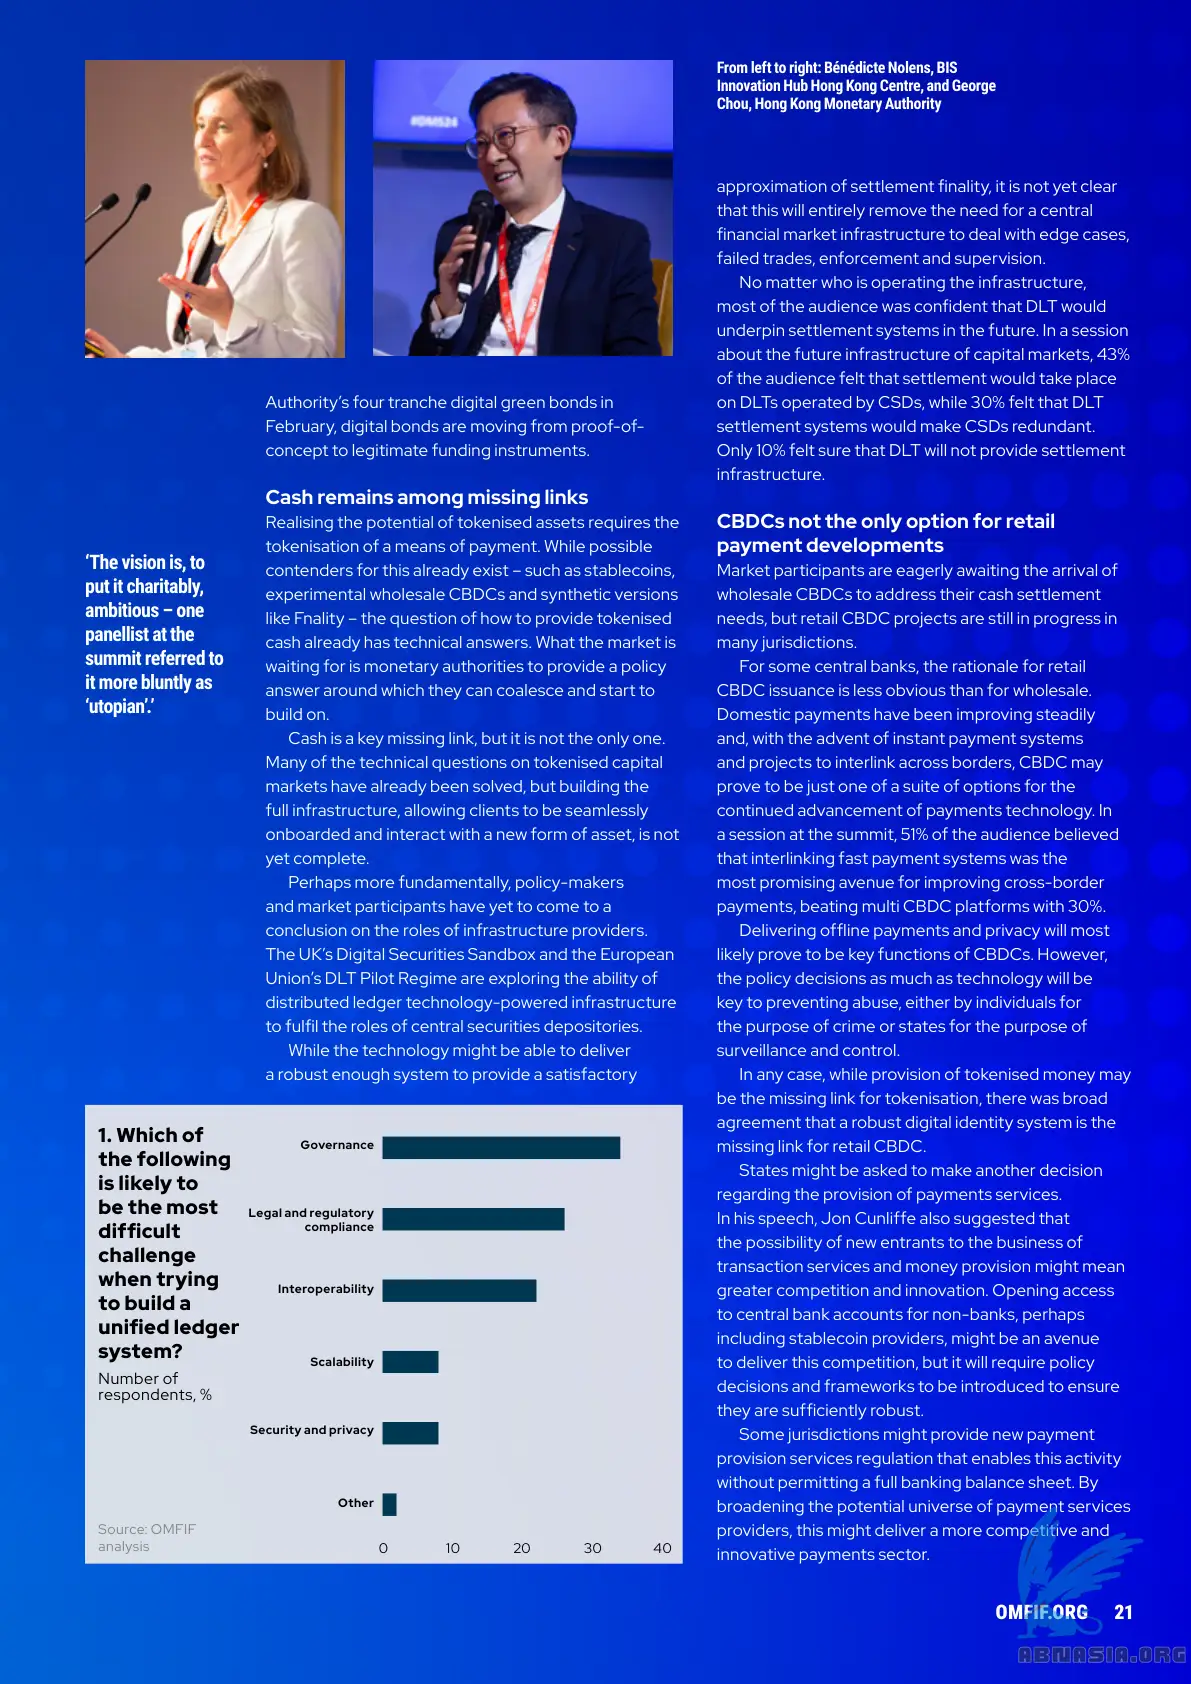 #DMS24
From left to right: Bénédicte Nolens, BIS
Innovation Hub Hong Kong Centre, and George
Chou, Hong Kong Monetary Authority
‘The vision is, to
put it charitably,
ambitious – one
panellist at the
summit referred to
it more bluntly as
‘utopian’.’
Authority’s four tranche digital green bonds in
February, digital bonds are moving from proof-of-
concept to legitimate funding instruments.
Cash remains among missing links
Realising the potential of tokenised assets requires the
tokenisation of a means of payment. While possible
contenders for this already exist – such as stablecoins,
experimental wholesale CBDCs and synthetic versions
like Fnality – the question of how to provide tokenised
cash already has technical answers. What the market is
waiting for is monetary authorities to provide a policy
answer around which they can coalesce and start to
build on.
Cash is a key missing link, but it is not the only one.
Many of the technical questions on tokenised capital
markets have already been solved, but building the
full infrastructure, allowing clients to be seamlessly
onboarded and interact with a new form of asset, is not
yet complete.
Perhaps more fundamentally, policy-makers
and market participants have yet to come to a
conclusion on the roles of infrastructure providers.
The UK’s Digital Securities Sandbox and the European
Union’s DLT Pilot Regime are exploring the ability of
distributed ledger technology-powered infrastructure
to fulfil the roles of central securities depositories.
While the technology might be able to deliver
a robust enough system to provide a satisfactory
approximation of settlement finality, it is not yet clear
that this will entirely remove the need for a central
financial market infrastructure to deal with edge cases,
failed trades, enforcement and supervision.
No matter who is operating the infrastructure,
most of the audience was confident that DLT would
underpin settlement systems in the future. In a session
about the future infrastructure of capital markets, 43%
of the audience felt that settlement would take place
on DLTs operated by CSDs, while 30% felt that DLT
settlement systems would make CSDs redundant.
Only 10% felt sure that DLT will not provide settlement
infrastructure.
CBDCs not the only option for retail
payment developments
Market participants are eagerly awaiting the arrival of
wholesale CBDCs to address their cash settlement
needs, but retail CBDC projects are still in progress in
many jurisdictions.
For some central banks, the rationale for retail
CBDC issuance is less obvious than for wholesale.
Domestic payments have been improving steadily
and, with the advent of instant payment systems
and projects to interlink across borders, CBDC may
prove to be just one of a suite of options for the
continued advancement of payments technology. In
a session at the summit, 51% of the audience believed
that interlinking fast payment systems was the
most promising avenue for improving cross-border
payments, beating multi CBDC platforms with 30%.
Delivering offline payments and privacy will most
likely prove to be key functions of CBDCs. However,
the policy decisions as much as technology will be
key to preventing abuse, either by individuals for
the purpose of crime or states for the purpose of
surveillance and control.
In any case, while provision of tokenised money may
be the missing link for tokenisation, there was broad
agreement that a robust digital identity system is the
missing link for retail CBDC.
States might be asked to make another decision
regarding the provision of payments services.
In his speech, Jon Cunliffe also suggested that
the possibility of new entrants to the business of
transaction services and money provision might mean
greater competition and innovation. Opening access
to central bank accounts for non-banks, perhaps
including stablecoin providers, might be an avenue
to deliver this competition, but it will require policy
decisions and frameworks to be introduced to ensure
they are sufficiently robust.
Some jurisdictions might provide new payment
provision services regulation that enables this activity
without permitting a full banking balance sheet. By
broadening the potential universe of payment services
providers, this might deliver a more competitive and
innovative payments sector.
1. Which of
the following
is likely to
be the most
difficult
challenge
when trying
to build a
unified ledger
system?
Number of
respondents, %
Governance
Legal and regulatory
compliance
Interoperability
Scalability
Security and privacy
Other
0 10 20 30 40
Source: OMFIF
analysis
OMFIF.ORG 21
ABNASIA.ORG